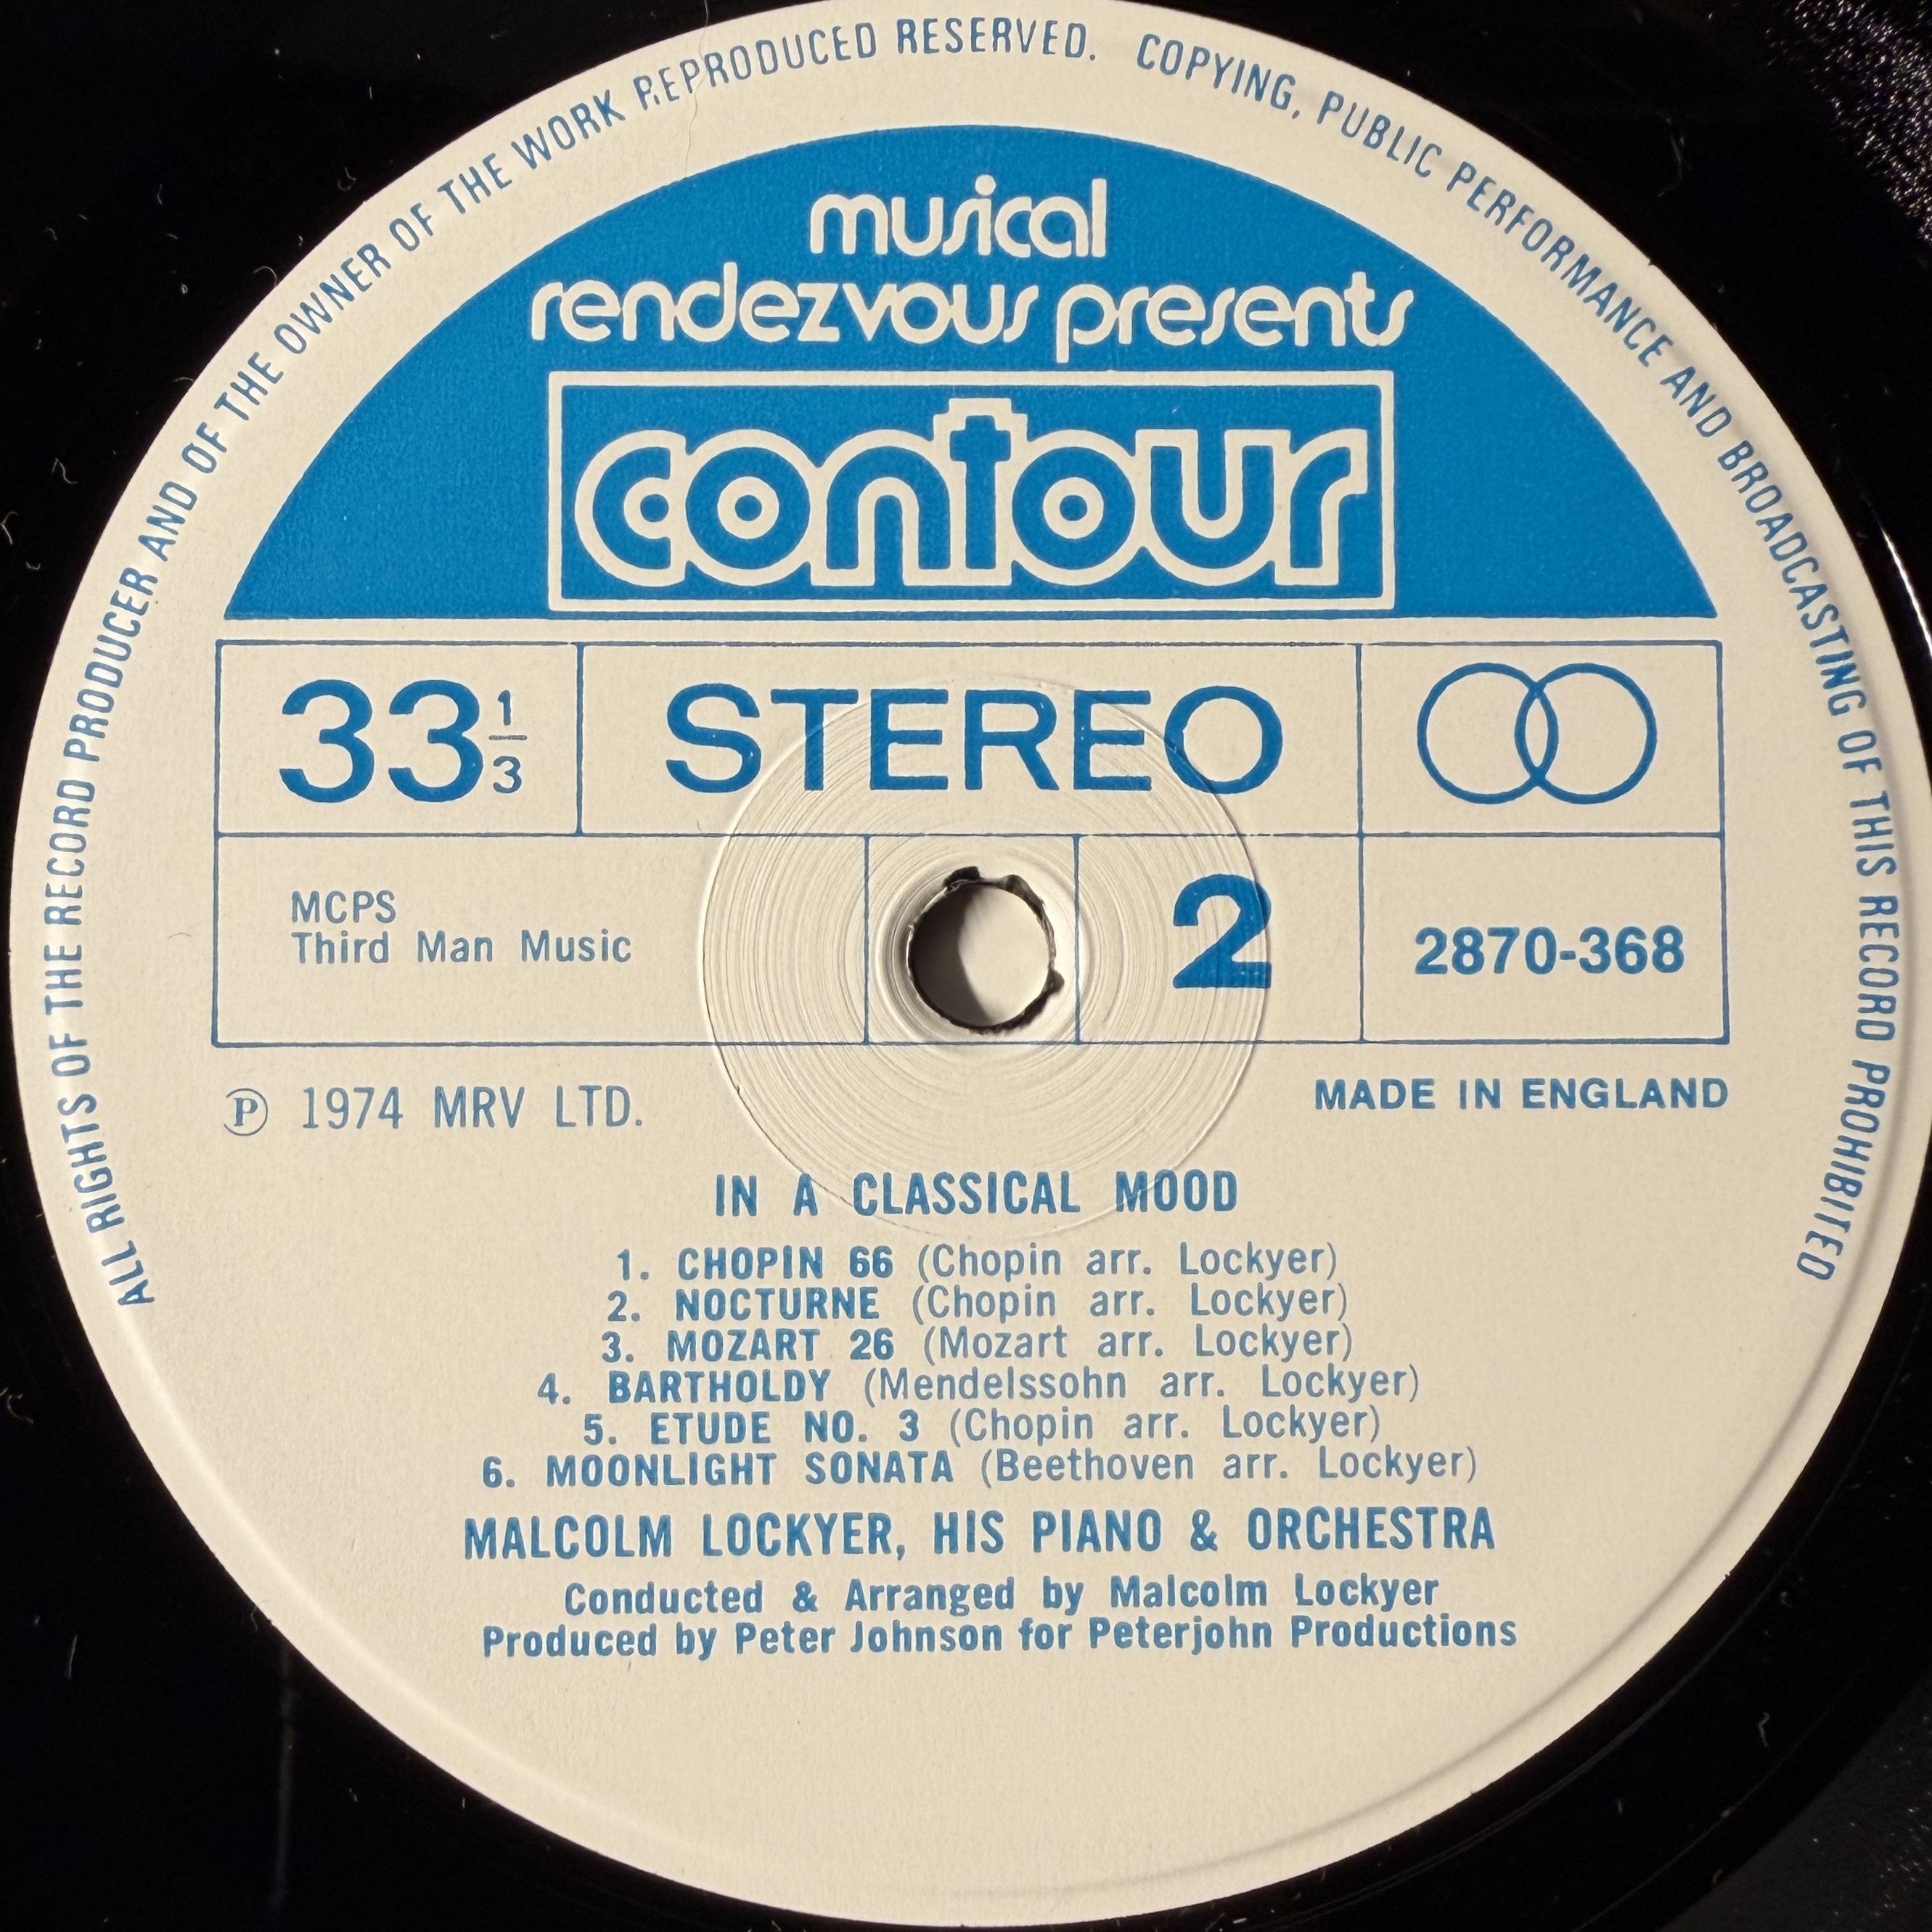 ALL RIGHTS OF THE RECORD PRODUCER AND OF THE OWNER OF THE WORK REPRODUCED RESERVED. COPYING, PUBLIC PERFORMANCE AND BROADCASTING OF THIS RECORD PROHIBITED
musical
rendezvous presents
contour
33 1/3 STEREO
MCPS
Third Man Music
2 2870-368
℗ 1974 MRV LTD. MADE IN ENGLAND
IN A CLASSICAL MOOD
1. CHOPIN 66 (Chopin arr. Lockyer)
2. NOCTURNE (Chopin arr. Lockyer)
3. MOZART 26 (Mozart arr. Lockyer)
4. BARTHOLDY (Mendelssohn arr. Lockyer)
5. ETUDE NO. 3 (Chopin arr. Lockyer)
6. MOONLIGHT SONATA (Beethoven arr. Lockyer)
MALCOLM LOCKYER, HIS PIANO & ORCHESTRA
Conducted & Arranged by Malcolm Lockyer
Produced by Peter Johnson for Peterjohn Productions